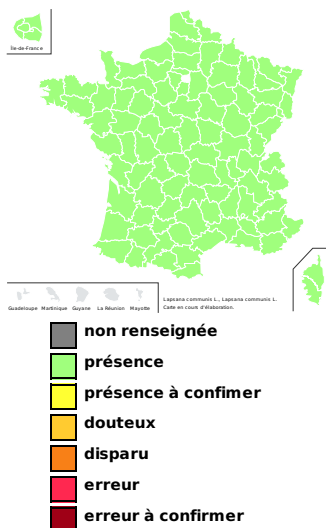 Île-de-France
Guadeloupe Martinique Guyane La Réunion Mayotte
Lapsana communis L., Lapsana communis L.
Carte en cours d'élaboration.
non renseignée
présence
présence à confimer
douteux
disparu
erreur
erreur à confirmer